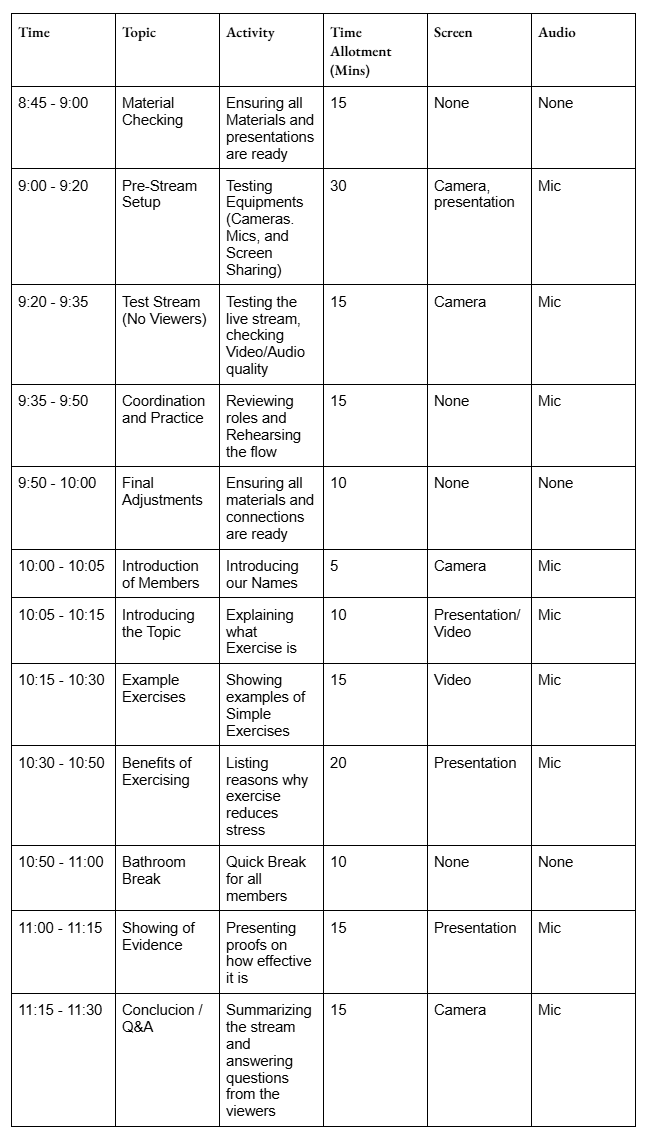 Time
Topic
Activity
Time
Allotment
(Mins)
Screen
Audio
8:45 - 9:00
Material
Checking
Ensuring all
Materials and
presentations
are ready
15
None
None
9:00 - 9:20
Pre-Stream
Setup
Testing
Equipments
(Cameras.
Mics, and
Screen
Sharing)
30
Camera,
presentation
Mic
9:20 - 9:35
Test Stream
(No Viewers)
Testing the
live stream,
checking
Video/Audio
quality
15
Camera
Mic
9:35 - 9:50
Coordination
and Practice
Reviewing
roles and
Rehearsing
the flow
15
None
Mic
9:50 - 10:00
Final
Adjustments
Ensuring all
materials and
connections
are ready
10
None
None
10:00 - 10:05
Introduction
of Members
Introducing
our Names
5
Camera
Mic
10:05 - 10:15
Introducing
the Topic
Explaining
what
Exercise is
10
Presentation/
Video
Mic
10:15 - 10:30
Example
Exercises
Showing
examples of
Simple
Exercises
15
Video
Mic
10:30 - 10:50
Benefits of
Exercising
Listing
reasons why
exercise
reduces
stress
20
Presentation
Mic
10:50 - 11:00
Bathroom
Break
Quick Break
for all
members
10
None
None
11:00 - 11:15
Showing of
Evidence
Presenting
proofs on
how effective
it is
15
Presentation
Mic
11:15 - 11:30
Conclucion /
Q&A
Summarizing
the stream
and
answering
questions
from the
viewers
15
Camera
Mic